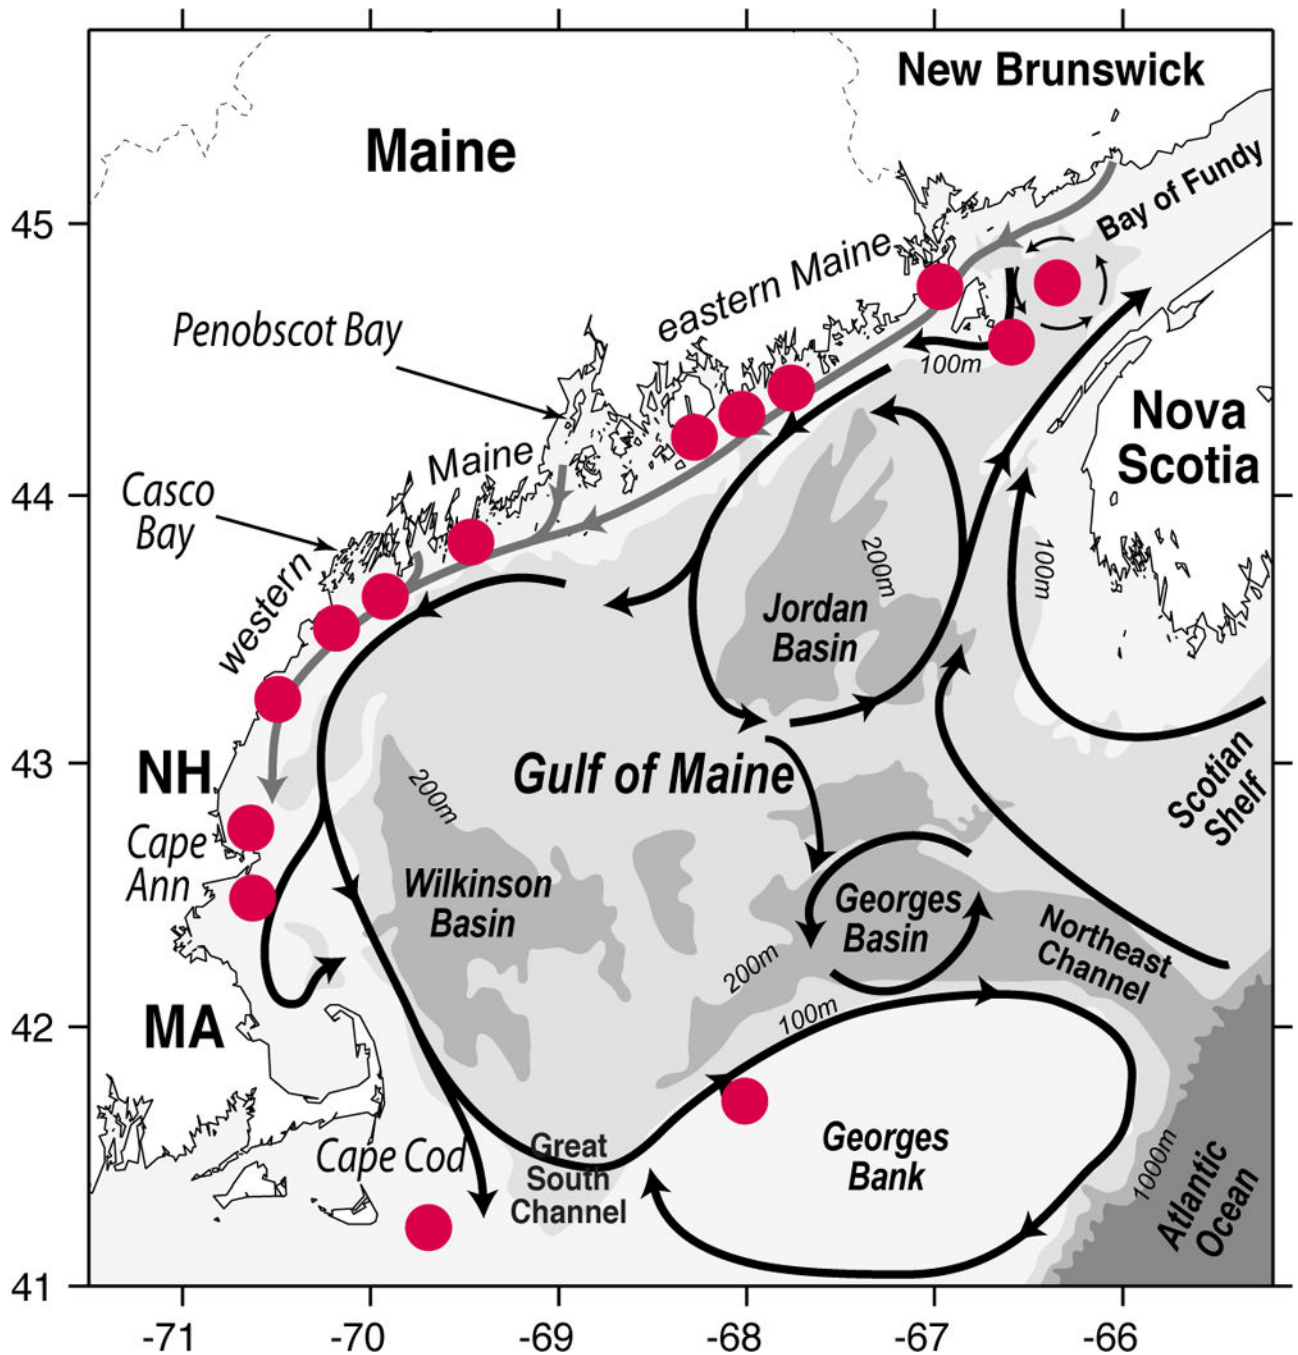 New Brunswick
Maine
Bay of Fundy
45
eastern Maine
Penobscot Bay
100m
Nova
Scotia
Maine
Casco
Bay
44
western
200m
100m
Jordan
Basin
NH
43
Gulf of Maine
200m
Scotian
Shelf
Cape
Ann
Wilkinson
Basin
Georges
Basin
Northeast
Channel
200m
100m
MA
42
Cape Cod
Great
South
Channel
Georges
Bank
1000m
Atlantic
Ocean
41
-71
-70
-69
-68
-67
-66